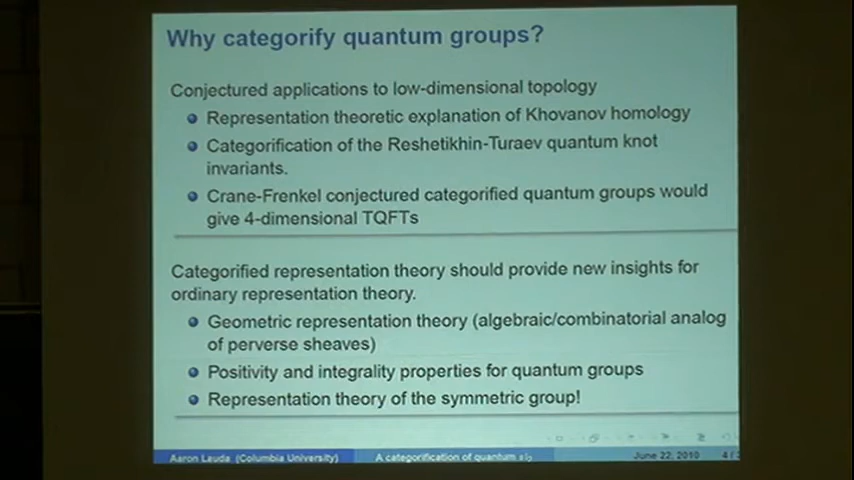 Why categorify quantum groups?
Conjectured applications to low-dimensional topology
Representation theoretic explanation of Khovanov homology
Categorification of the Reshetikhin-Turaev quantum knot
invariants.
Crane-Frenkel conjectured categorified quantum groups would
give 4-dimensional TQFTs
Categorified representation theory should provide new insights for
ordinary representation theory.
Geometric representation theory (algebraic/combinatorial analog
of perverse sheaves)
Positivity and integrality properties for quantum groups
Representation theory of the symmetric group!
Aaron Lauda (Columbia University) A categorification of quantum sl₂ June 22, 2010 4 /